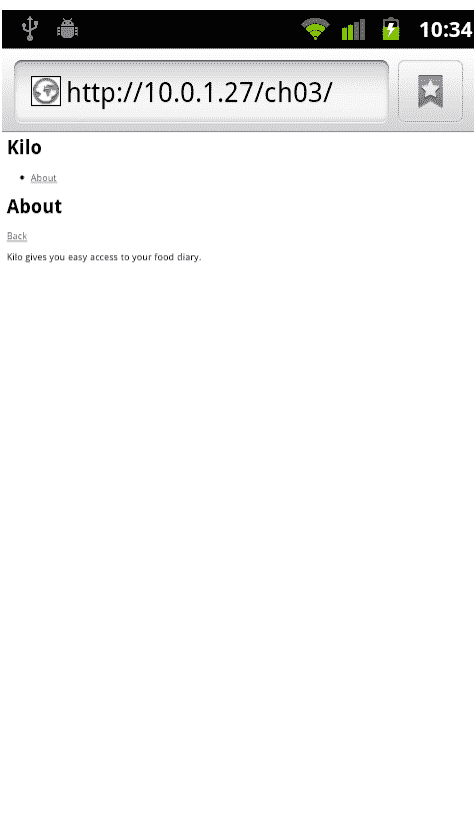 10:34
http://10.0.1.27/ch03/
Kilo
• About
About
Back
Kilo gives you easy access to your food diary.